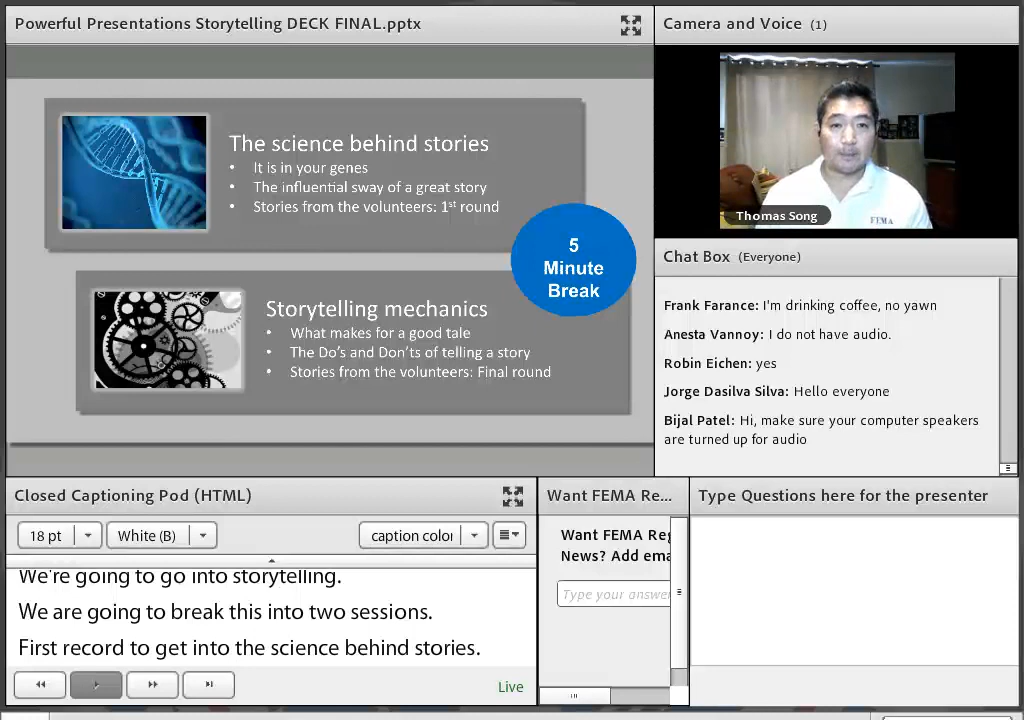 Powerful Presentations Storytelling DECK FINAL.pptx
The science behind stories
• It is in your genes
• The influential sway of a great story
• Stories from the volunteers: 1st round
5
Minute
Break
Storytelling mechanics
• What makes for a good tale
• The Do's and Don'ts of telling a story
• Stories from the volunteers: Final round
Camera and Voice (1)
FEMA
Thomas Song
Chat Box (Everyone)
Frank Farance: I'm drinking coffee, no yawn
Anesta Vannoy: I do not have audio.
Robin Eichen: yes
Jorge Dasilva Silva: Hello everyone
Bijal Patel: Hi, make sure your computer speakers
are turned up for audio
Closed Captioning Pod (HTML)
18 pt
White (B)
caption color
We're going to go into storytelling.
We are going to break this into two sessions.
First record to get into the science behind stories.
Live
Want FEMA Re...
Want FEMA Reg
News? Add ema
Type your answer
Type Questions here for the presenter